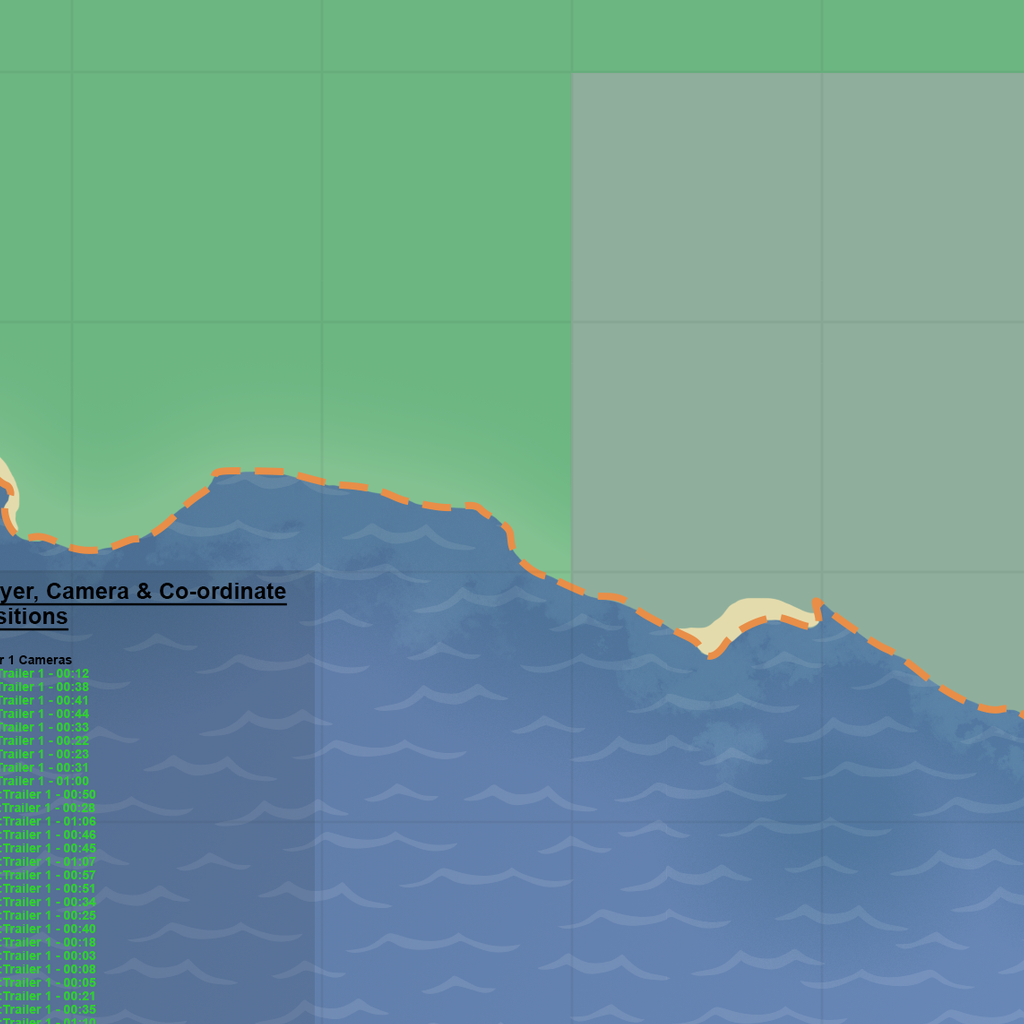 yer, Camera & Co-ordinate
sitions
r 1 Cameras
Trailer 1 - 00:12
Trailer 1 - 00:38
Trailer 1 - 00:41
Trailer 1 - 00:44
Trailer 1 - 00:33
Trailer 1 - 00:22
Trailer 1 - 00:23
Trailer 1 - 00:31
Trailer 1 - 01:00
:Trailer 1 - 00:50
:Trailer 1 - 00:28
:Trailer 1 - 01:06
:Trailer 1 - 00:46
:Trailer 1 - 00:45
:Trailer 1 - 01:07
:Trailer 1 - 00:57
:Trailer 1 - 00:51
:Trailer 1 - 00:34
:Trailer 1 - 00:25
:Trailer 1 - 00:40
:Trailer 1 - 00:18
:Trailer 1 - 00:03
:Trailer 1 - 00:08
:Trailer 1 - 00:05
:Trailer 1 - 00:21
:Trailer 1 - 00:35
:Trailer 1 - 01:10